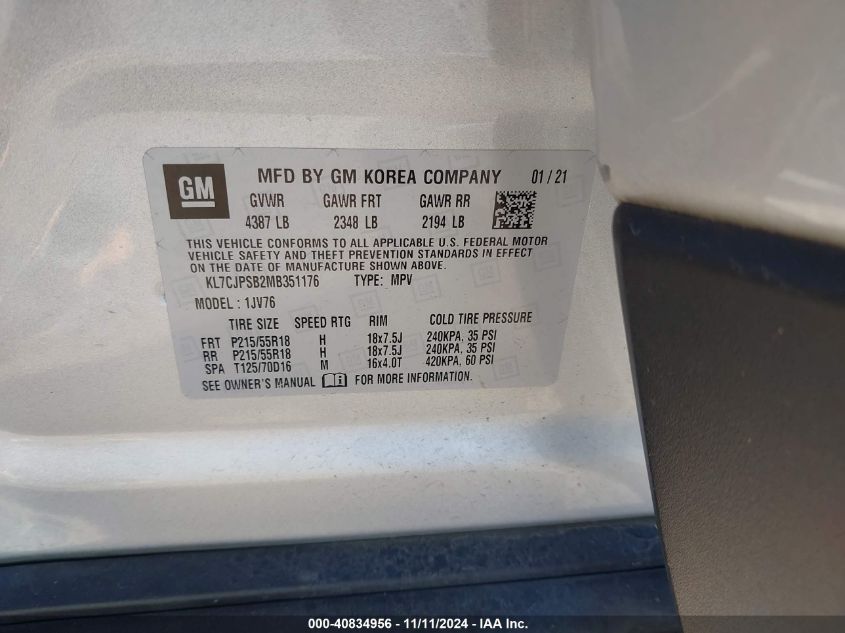 GM
MFD BY GM KOREA COMPANY 01/21
GVWR GAWR FRT GAWR RR
4387 LB 2348 LB 2194 LB
THIS VEHICLE CONFORMS TO ALL APPLICABLE U.S. FEDERAL MOTOR
VEHICLE SAFETY AND THEFT PREVENTION STANDARDS IN EFFECT
ON THE DATE OF MANUFACTURE SHOWN ABOVE.
KL7CJPSB2MB351176 TYPE: MPV
MODEL : 1JV76
TIRE SIZE SPEED RTG RIM COLD TIRE PRESSURE
FRT P215/55R18 H 18x7.5J 240KPA, 35 PSI
RR P215/55R18 H 18x7.5J 240KPA, 35 PSI
SPA T125/70D16 M 16x4.0T 420KPA, 60 PSI
SEE OWNER'S MANUAL FOR MORE INFORMATION.
000-40834956 - 11/11/2024 - IAA Inc.